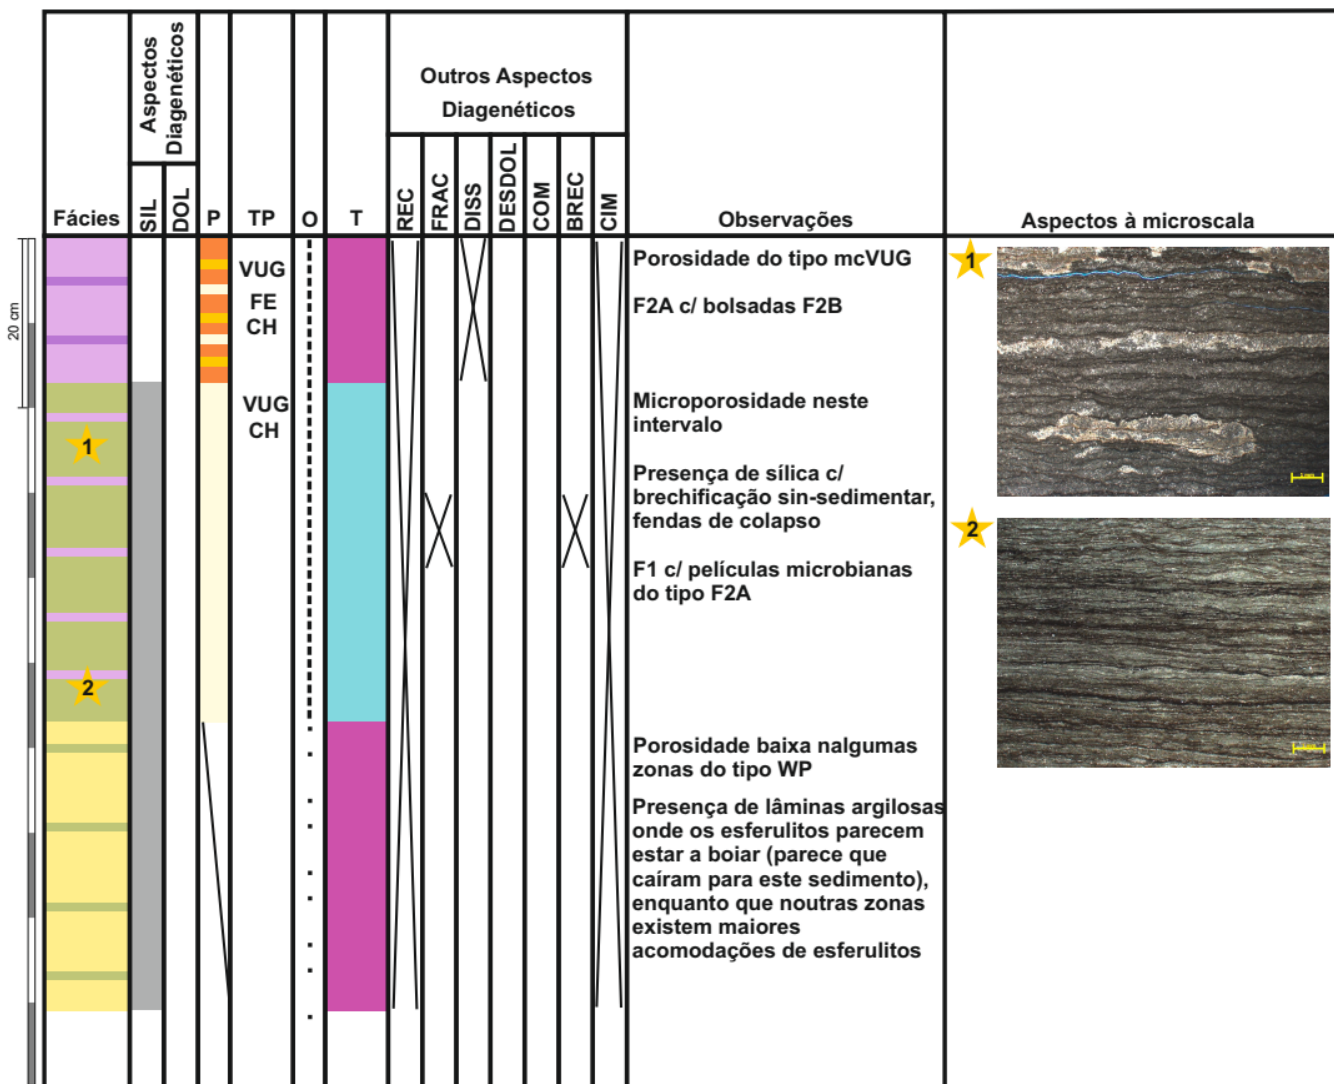 Aspectos
Diagenéticos
Outros Aspectos
Diagenéticos
Fácies
SIL
DOL
P
TP
O
T
REC
FRAC
DISS
DESDOL
COM
BREC
CIM
Observações
Aspectos à microscala
20 cm
VUG
FE
CH
VUG
CH
1
2
Porosidade do tipo mcVUG
F2A c/ bolsadas F2B
Microporosidade neste
intervalo
Presença de sílica c/
brechificação sin-sedimentar,
fendas de colapso
F1 c/ películas microbianas
do tipo F2A
Porosidade baixa nalgumas
zonas do tipo WP
Presença de lâminas argilosas
onde os esferulitos parecem
estar a boiar (parece que
caíram para este sedimento),
enquanto que noutras zonas
existem maiores
acomodações de esferulitos
1
2